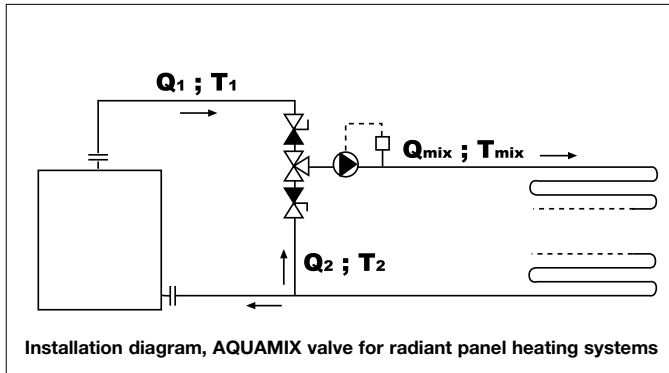 Q1 ; T1
Qmix ; Tmix
Q2 ; T2
Installation diagram, AQUAMIX valve for radiant panel heating systems